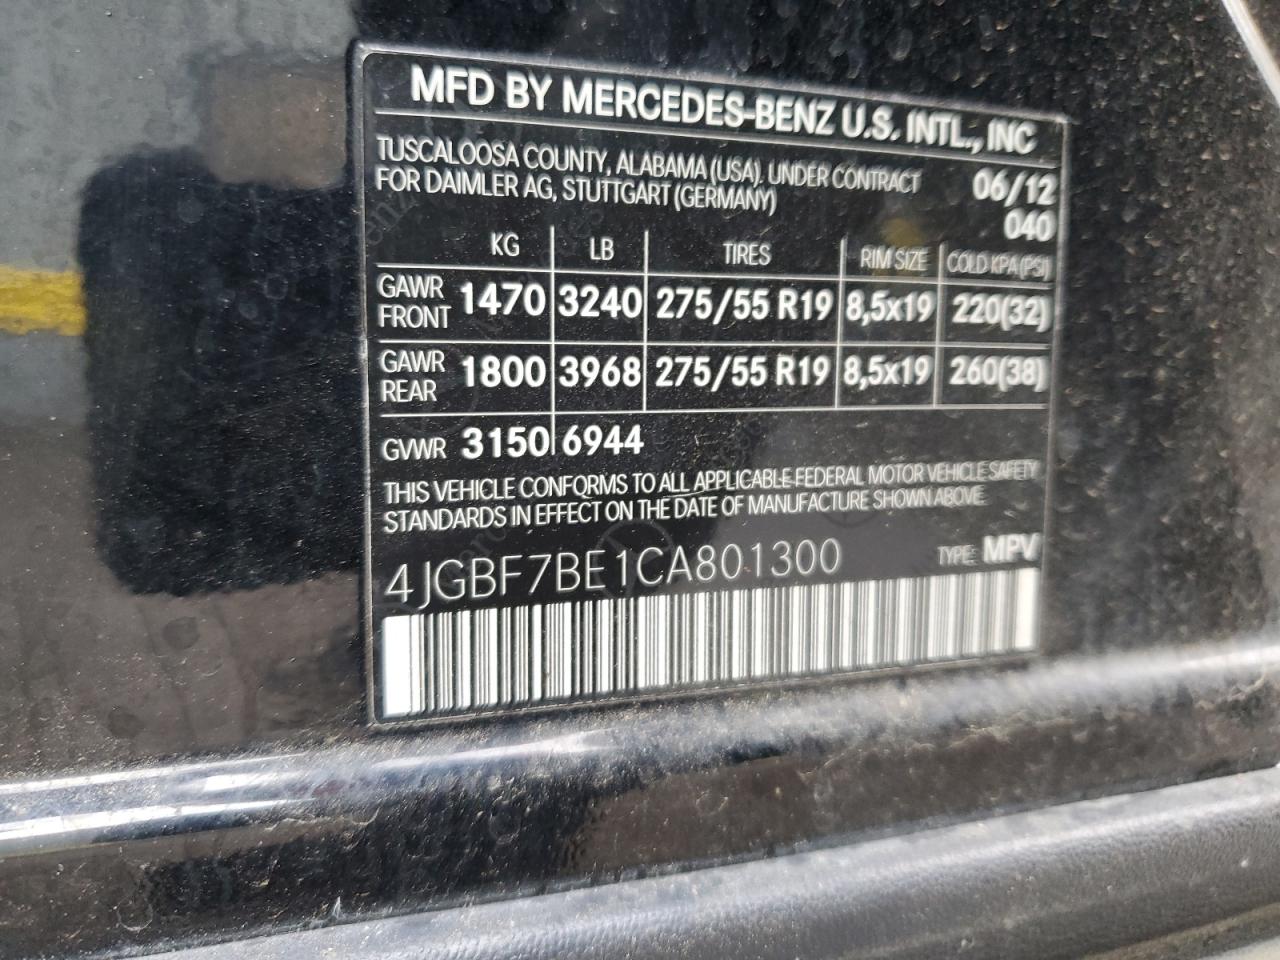 MFD BY MERCEDES-BENZ U.S. INTL., INC
TUSCALOOSA COUNTY, ALABAMA (USA). UNDER CONTRACT
FOR DAIMLER AG, STUTTGART (GERMANY)
06/12
040
KG LB TIRES RIM SIZE COLD KPA (PSI)
GAWR FRONT 1470 3240 275/55 R19 8,5x19 220(32)
GAWR REAR 1800 3968 275/55 R19 8,5x19 260(38)
GVWR 3150 6944
THIS VEHICLE CONFORMS TO ALL APPLICABLE FEDERAL MOTOR VEHICLE SAFETY
STANDARDS IN EFFECT ON THE DATE OF MANUFACTURE SHOWN ABOVE.
4JGBF7BE1CA801300 TYPE: MPV